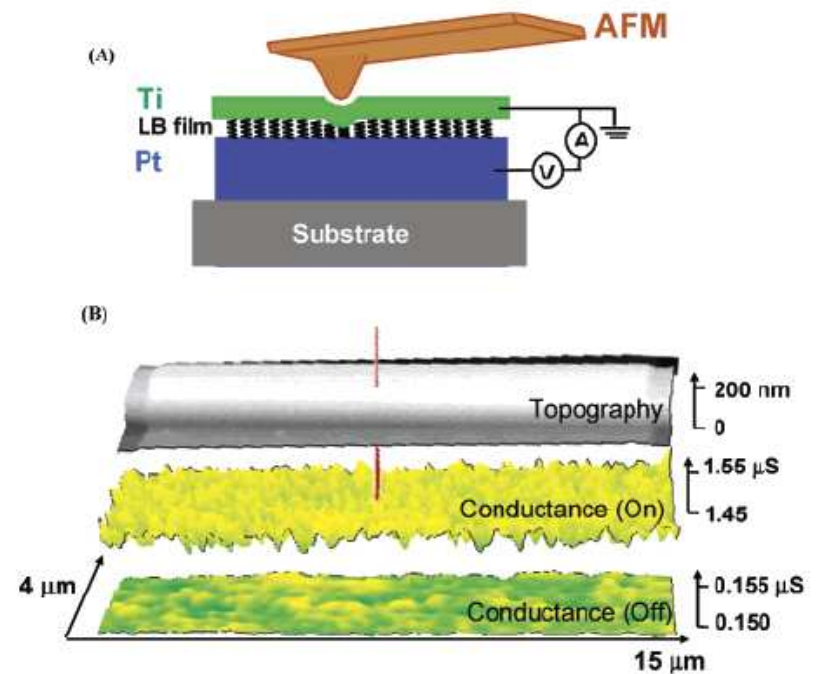 (A)
AFM
Ti
LB film
Pt
A
V
Substrate
(B)
200 nm
Topography
0
1.55 μS
Conductance (On)
1.45
4 μm
0.155 μS
Conductance (Off)
0.150
15 μm